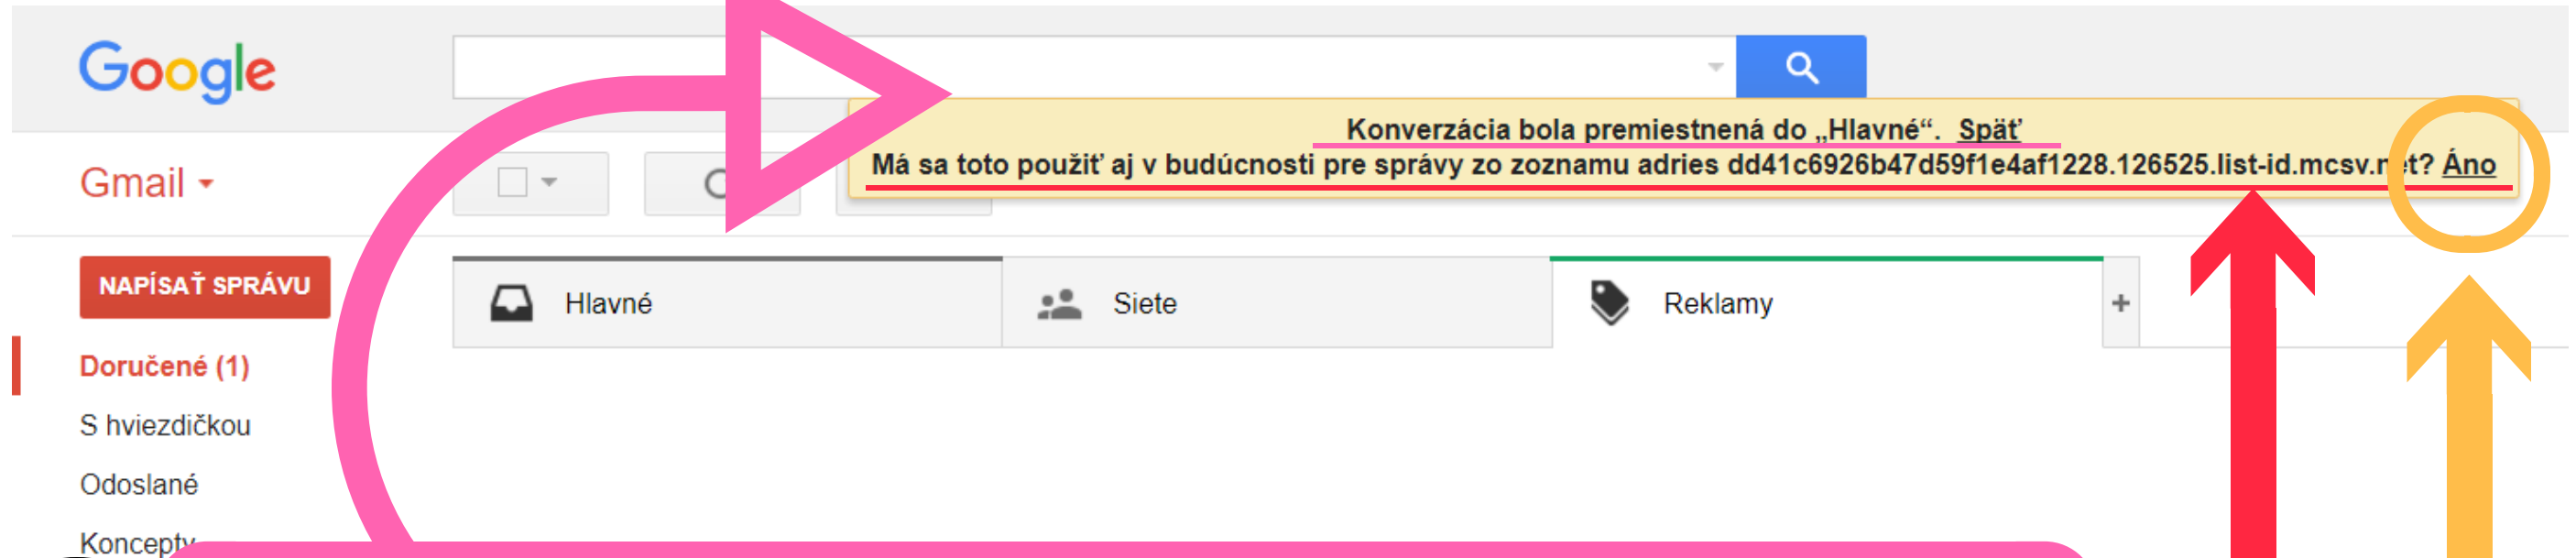 Google
Konverzácia bola premiestnená do „Hlavné“. Späť
Má sa toto použiť aj v budúcnosti pre správy zo zoznamu adries dd41c6926b47d59f1e4af1228.126525.list-id.mcsv.net? Áno
Gmail
NAPÍSAŤ SPRÁVU
Hlavné
Siete
Reklamy
+
Doručené (1)
S hviezdičkou
Odoslané
Koncepty